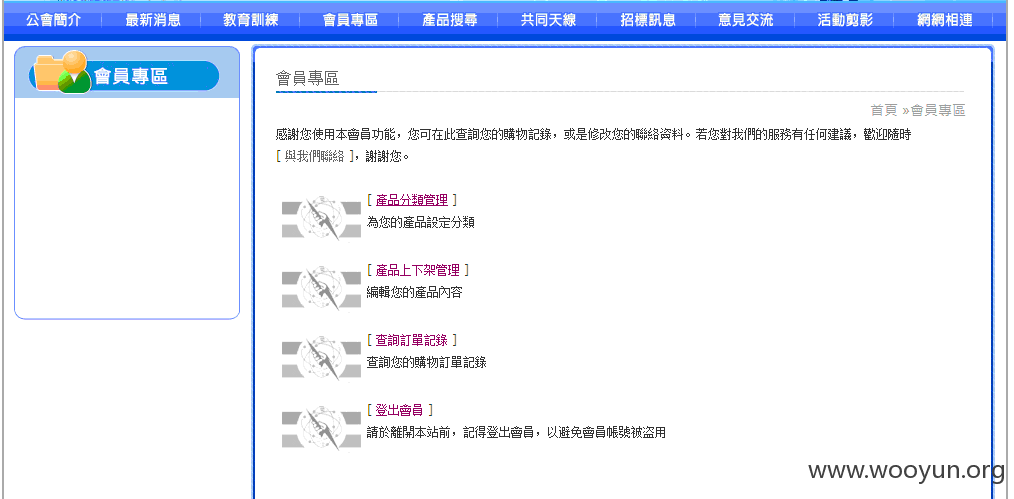 公會簡介 最新消息 教育訓練 會員專區 產品搜尋 共同天線 招標訊息 意見交流 活動剪影 網網相連
會員專區
會員專區
首頁 »會員專區
感謝您使用本會員功能，您可在此查詢您的購物記錄，或是修改您的聯絡資料。若您對我們的服務有任何建議，歡迎隨時
[ 與我們聯絡 ]，謝謝您。
[ 產品分類管理 ]
為您的產品設定分類
[ 產品上下架管理 ]
編輯您的產品內容
[ 查詢訂單記錄 ]
查詢您的購物訂單記錄
[ 登出會員 ]
請於離開本站前，記得登出會員，以避免會員帳號被盜用
www.wooyun.org